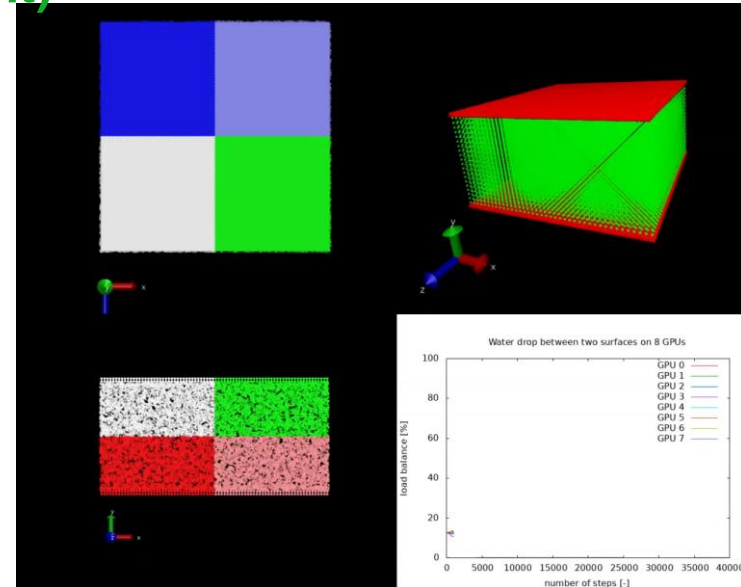 x
y
z
x
y
x
Water drop between two surfaces on 8 GPUs
load balance [%]
100
80
60
40
20
0
GPU 0
GPU 1
GPU 2
GPU 3
GPU 4
GPU 5
GPU 6
GPU 7
0 5000 10000 15000 20000 25000 30000 35000 40000
number of steps [-]